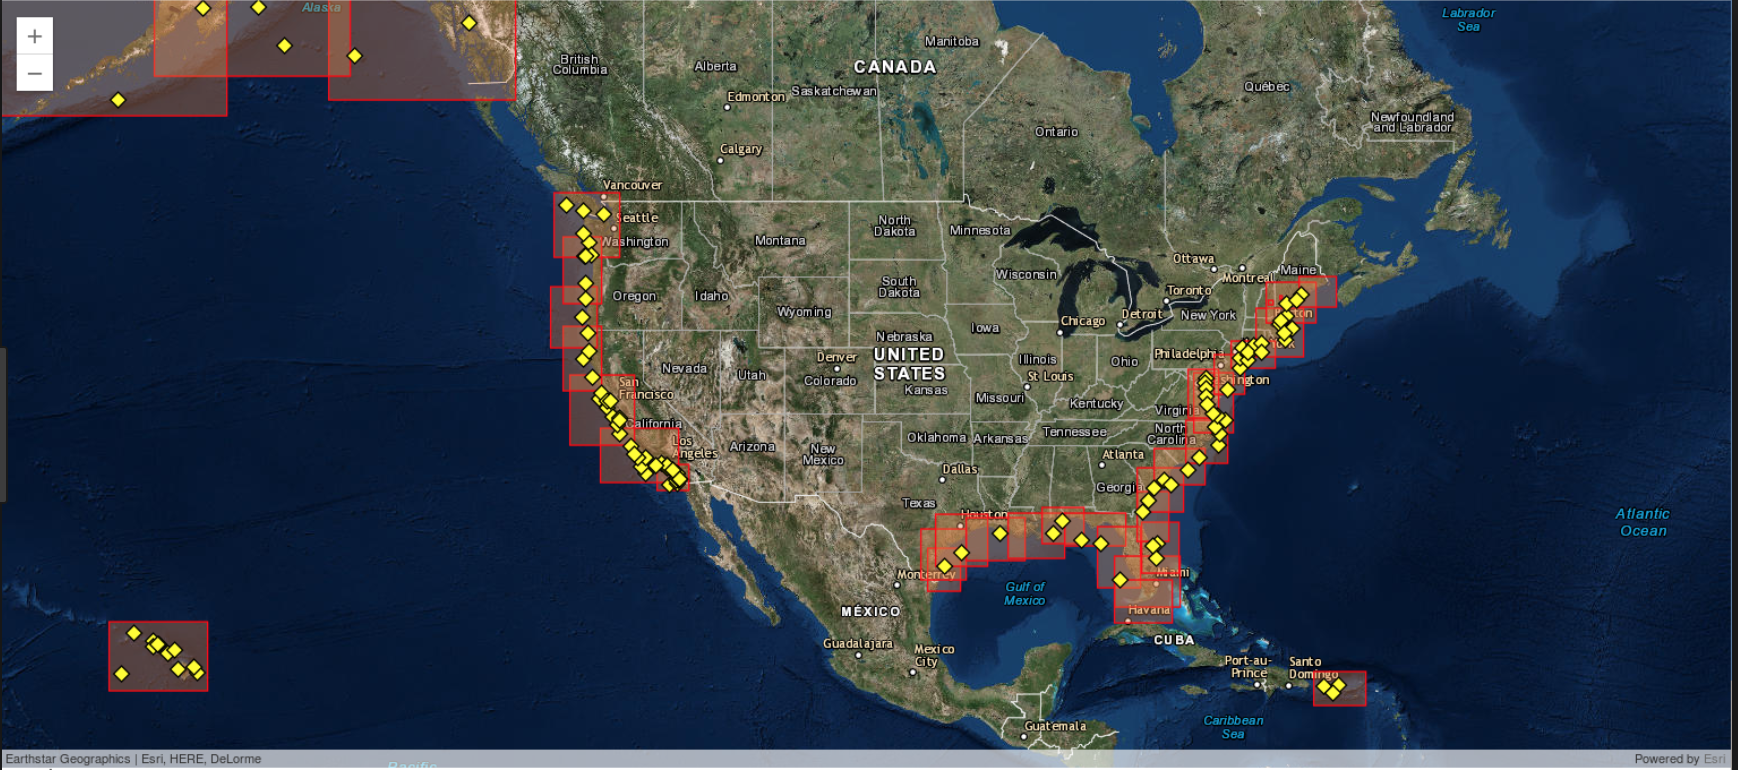 Alaska
Labrador
Sea
+
−
Manitoba
British
Columbia
Alberta
CANADA
Saskatchewan
Edmonton
Québec
Newfoundland
and Labrador
Ontario
Calgary
Vancouver
Seattle
Washington
North
Dakota
Minnesota
Montana
Ottawa
Montreal
Maine
Wisconsin
South
Dakota
Oregon
Idaho
Toronto
Wyoming
Chicago
Detroit
New York
Iowa
Nebraska
Philadelphia
Denver
UNITED
STATES
Illinois
Ohio
Nevada
Utah
Colorado
St Louis
Kansas
San
Francisco
Missouri
Kentucky
Virginia
California
North
Carolina
Tennessee
Los
Angeles
Arizona
New
Mexico
Oklahoma
Arkansas
Atlanta
Dallas
Georgia
Texas
Houston
Atlantic
Ocean
Monterrey
Miami
Gulf of
Mexico
MÉXICO
Havana
CUBA
Guadalajara
Mexico
City
Port-au-
Prince
Santo
Domingo
Caribbean
Sea
Guatemala
Earthstar Geographics | Esri, HERE, DeLorme
Powered by Esri
Pacific